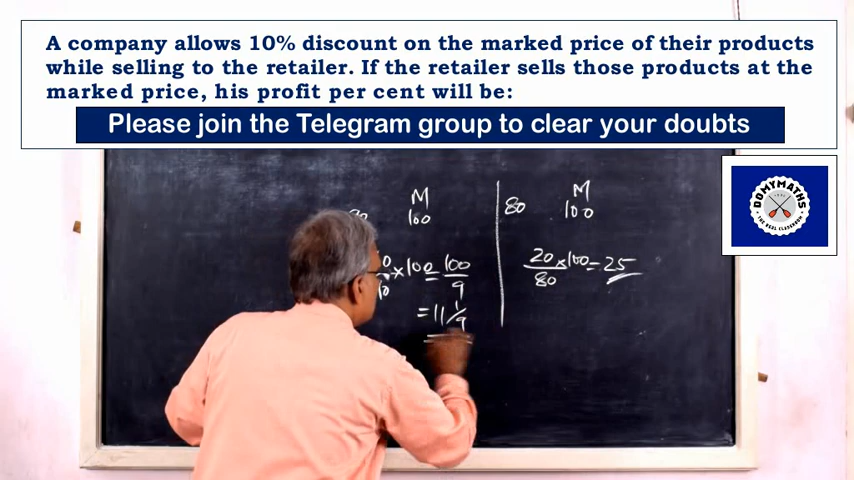 A company allows 10% discount on the marked price of their products
while selling to the retailer. If the retailer sells those products at the
marked price, his profit per cent will be:
Please join the Telegram group to clear your doubts
DOMYMATHS
THE REEL CLASSROOM
M
100
×100=100/9
=11 1/9
80 M
100
20/80×100=25